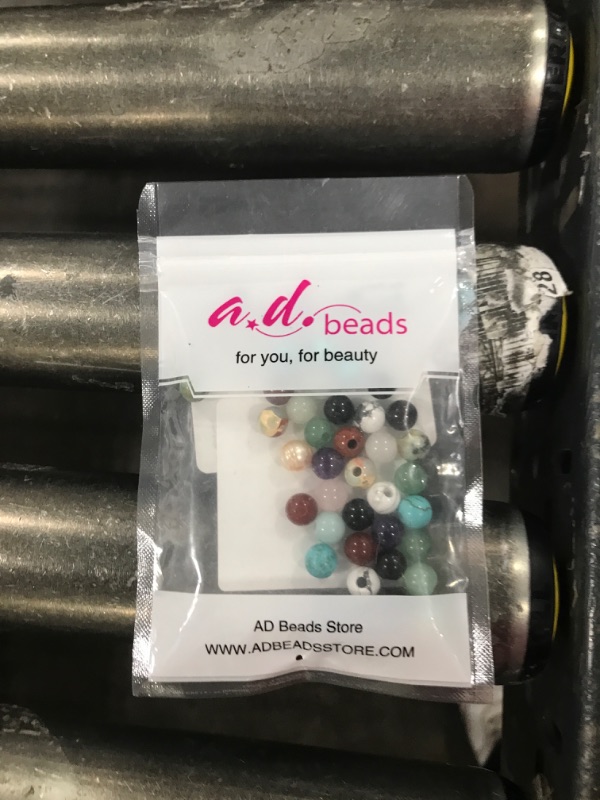 a.d. beads
for you, for beauty
28
AD Beads Store
WWW.ADBEADSSTORE.COM